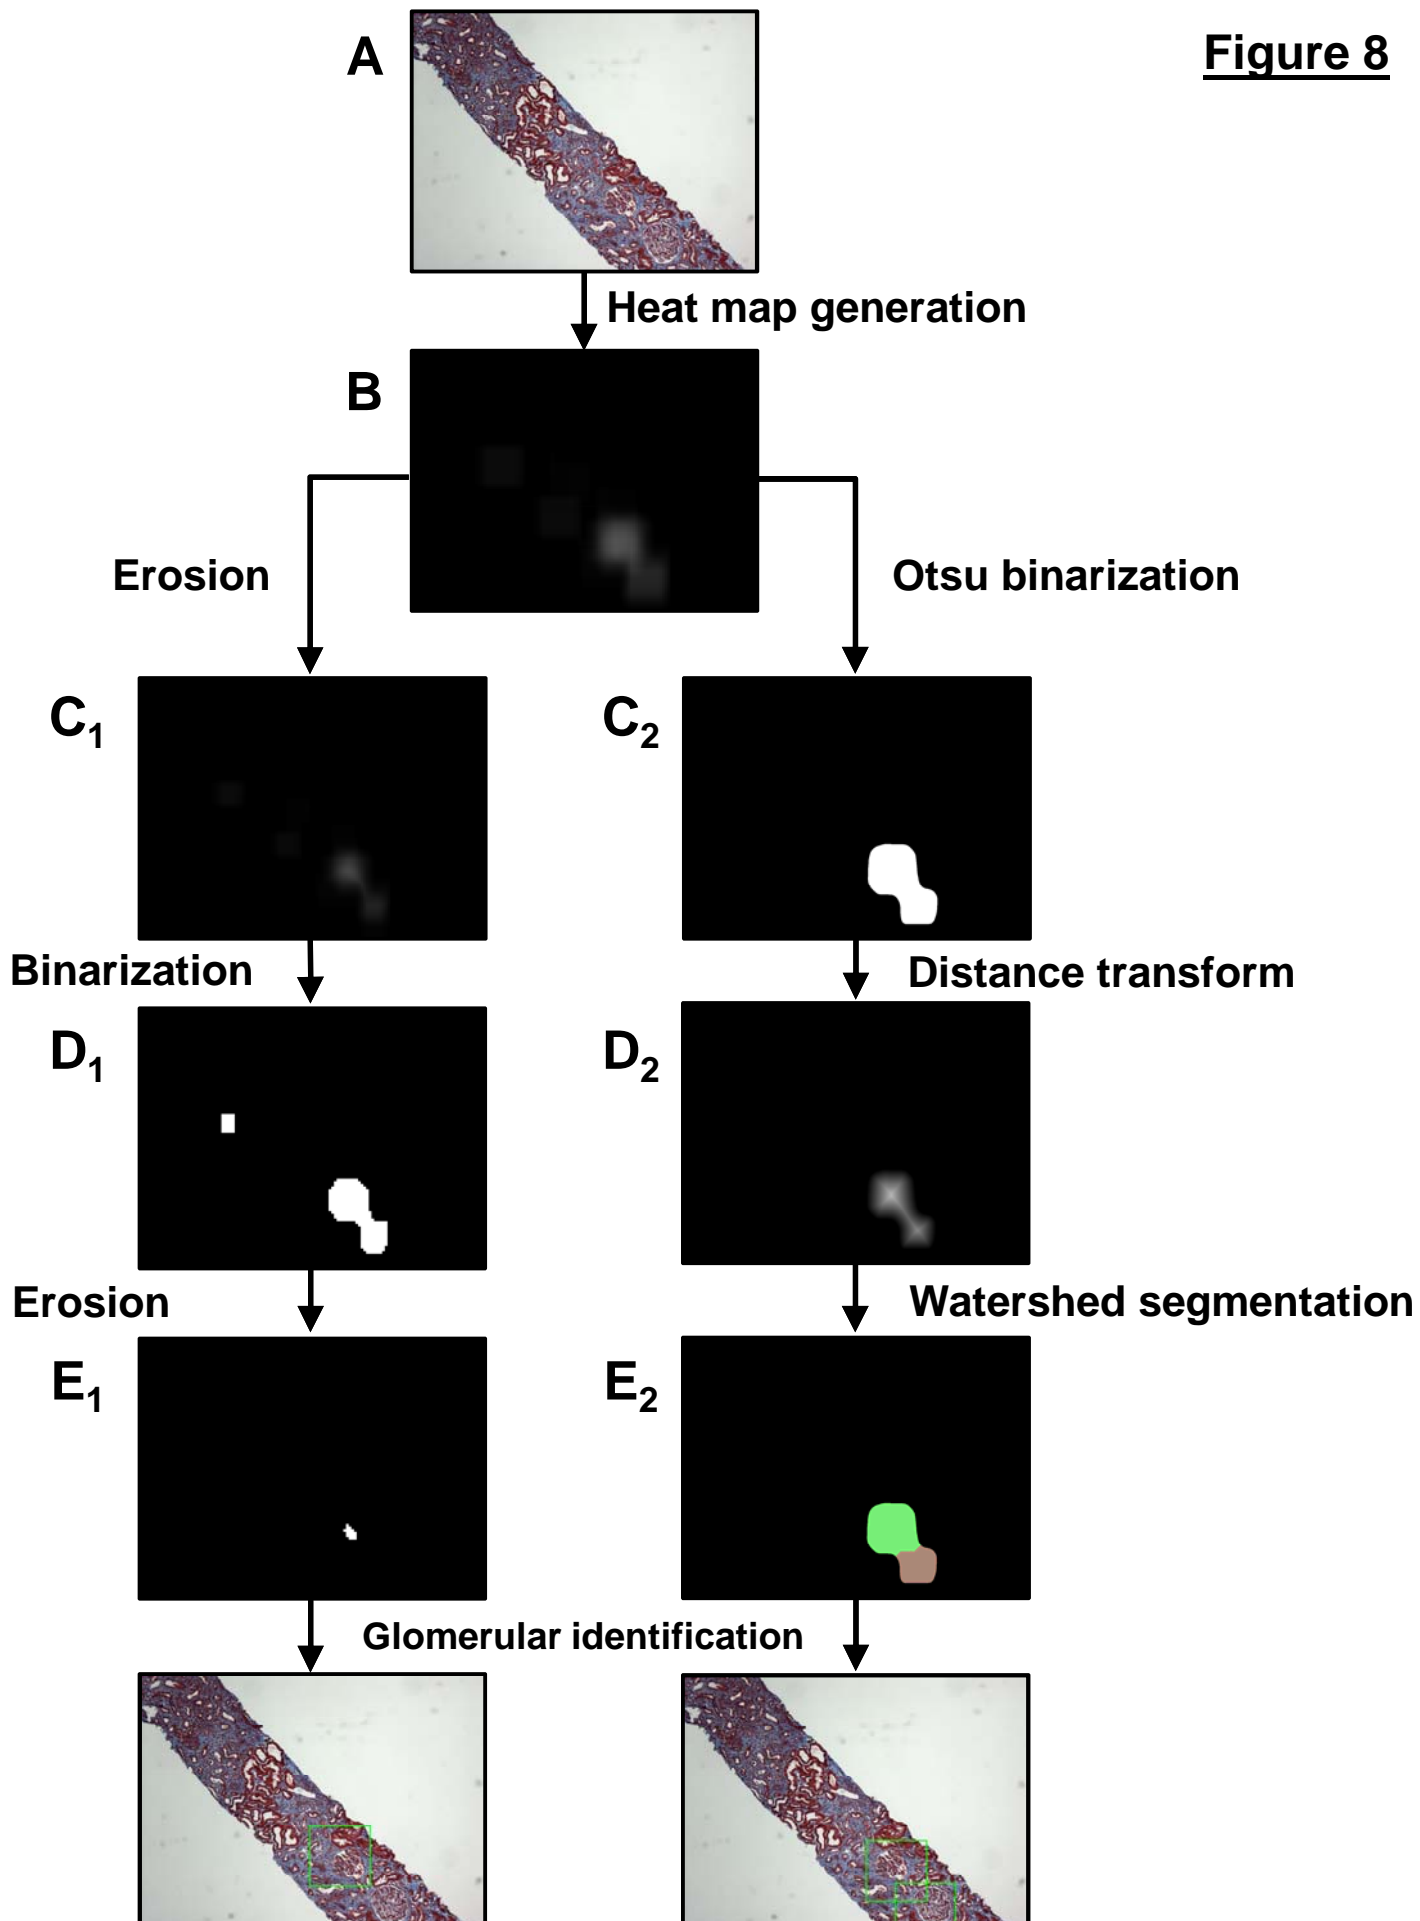 Figure 8
A
Heat map generation
B
Erosion
Otsu binarization
C1
C2
Binarization
Distance transform
D1
D2
Erosion
Watershed segmentation
E1
E2
Glomerular identification